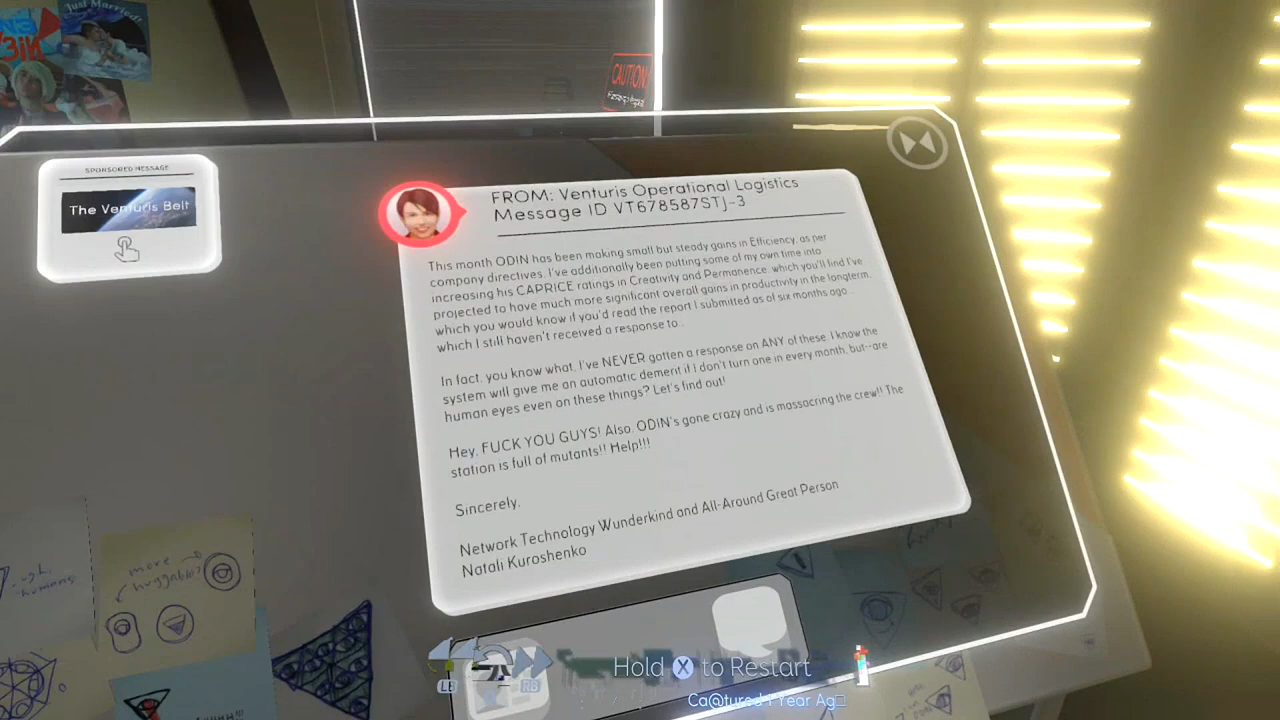 Just Married!
CAUTION
SPONSORED MESSAGE
The Venturis Belt
FROM: Venturis Operational Logistics
Message ID VT678587STJ-3
This month ODIN has been making small but steady gains in Efficiency, as per
company directives. I've additionally been putting some of my own time into
increasing his CAPRICE ratings in Creativity and Permanence, which you'll find I've
projected to have much more significant overall gains in productivity in the longterm,
which you would know if you'd read the report I submitted as of six months ago...
which I still haven't received a response to...
In fact, you know what, I've NEVER gotten a response on ANY of these. I know the
system will give me an automatic demerit if I don't turn one in every month, but--are
human eyes even on these things? Let's find out!
Hey, FUCK YOU GUYS! Also, ODIN's gone crazy and is massacring the crew!! The
station is full of mutants!! Help!!!
Sincerely,
Network Technology Wunderkind and All-Around Great Person
Natali Kuroshenko
ugh,
humans
more
huggable?
LB
RB
Hold X to Restart
Ca@tured 1 Year Ag